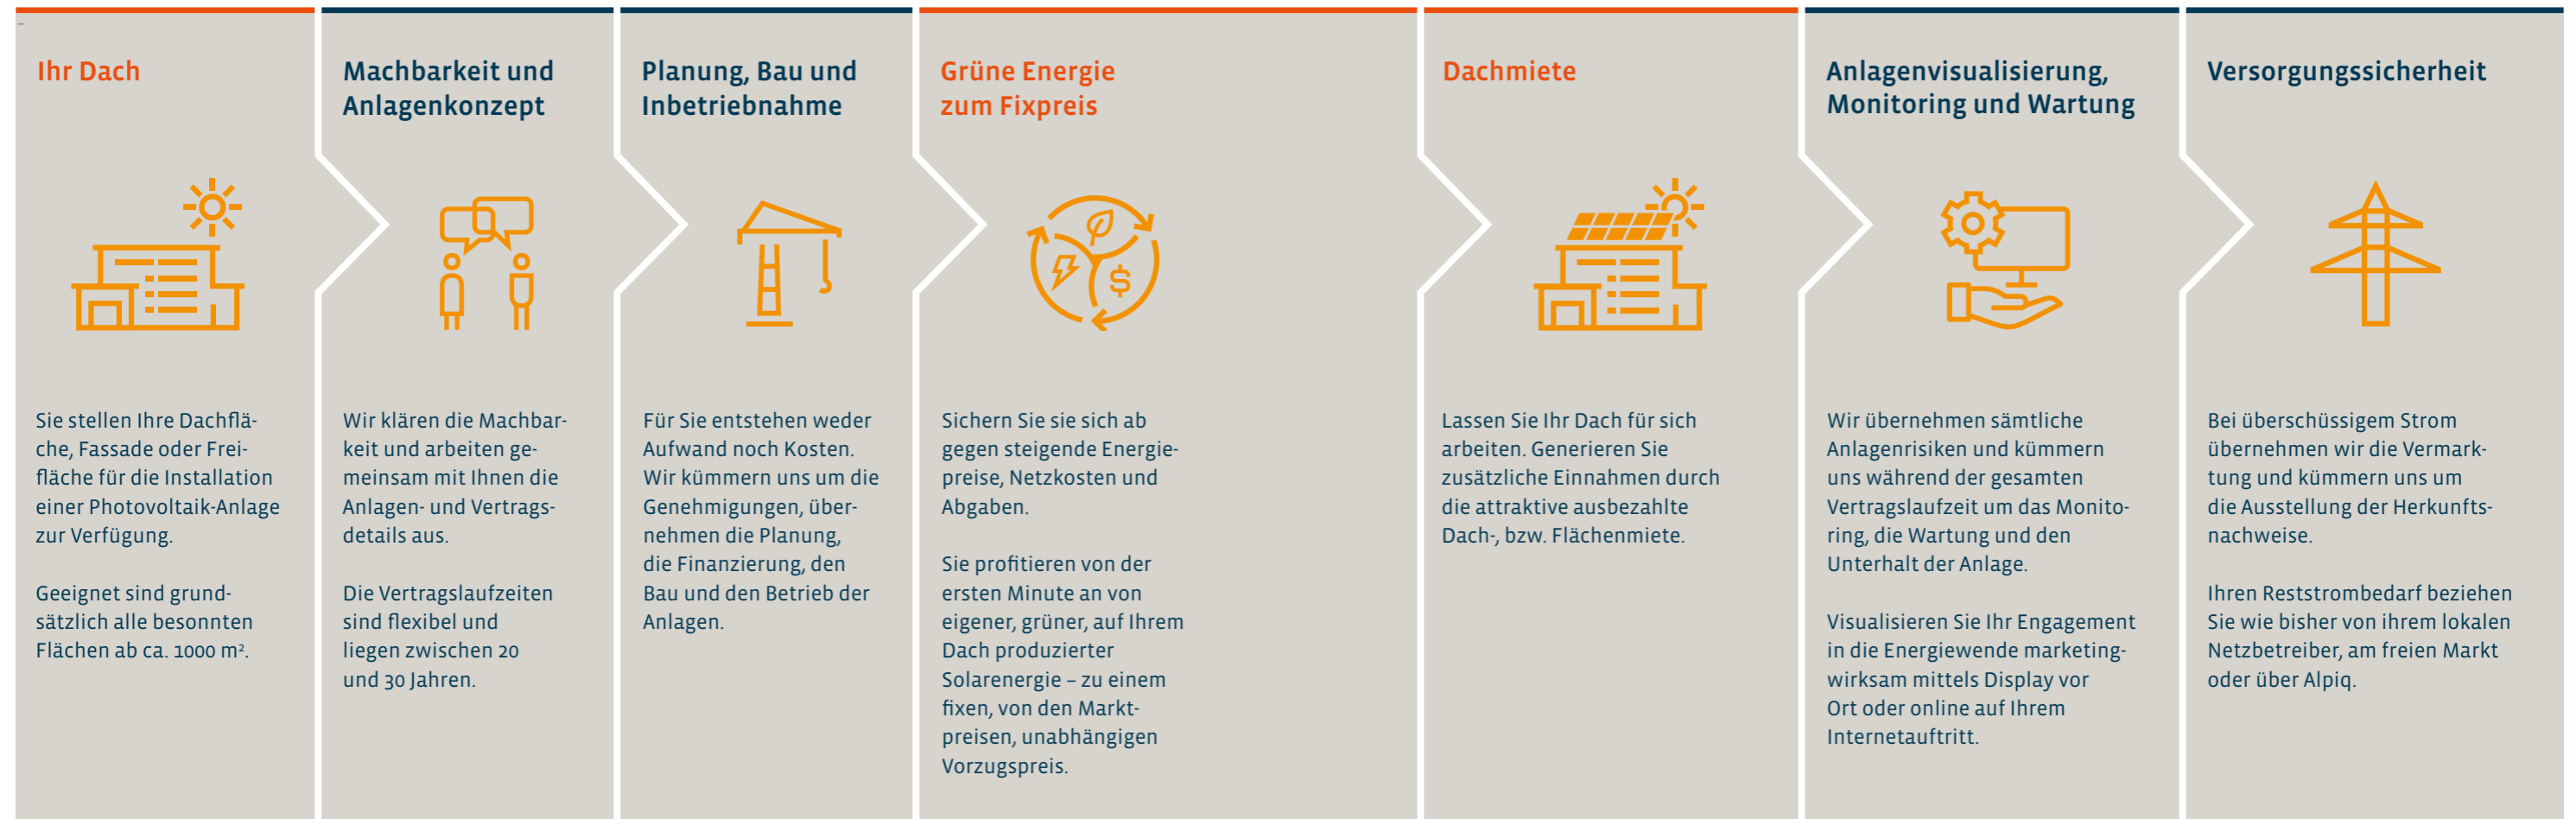 Ihr Dach
Sie stellen Ihre Dachflä-
che, Fassade oder Frei-
fläche für die Installation
einer Photovoltaik-Anlage
zur Verfügung.
Geeignet sind grund-
sätzlich alle besonnten
Flächen ab ca. 1000 m².
Machbarkeit und
Anlagenkonzept
Wir klären die Machbar-
keit und arbeiten ge-
meinsam mit Ihnen die
Anlagen- und Vertrags-
details aus.
Die Vertragslaufzeiten
sind flexibel und
liegen zwischen 20
und 30 Jahren.
Planung, Bau und
Inbetriebnahme
Für Sie entstehen weder
Aufwand noch Kosten.
Wir kümmern uns um die
Genehmigungen, über-
nehmen die Planung,
die Finanzierung, den
Bau und den Betrieb der
Anlagen.
Grüne Energie
zum Fixpreis
$
Sichern Sie sie sich ab
gegen steigende Energie-
preise, Netzkosten und
Abgaben.
Sie profitieren von der
ersten Minute an von
eigener, grüner, auf Ihrem
Dach produzierter
Solarenergie – zu einem
fixen, von den Markt-
preisen, unabhängigen
Vorzugspreis.
Dachmiete
Lassen Sie Ihr Dach für sich
arbeiten. Generieren Sie
zusätzliche Einnahmen durch
die attraktive ausbezahlte
Dach-, bzw. Flächenmiete.
Anlagenvisualisierung,
Monitoring und Wartung
Wir übernehmen sämtliche
Anlagenrisiken und kümmern
uns während der gesamten
Vertragslaufzeit um das Monito-
ring, die Wartung und den
Unterhalt der Anlage.
Visualisieren Sie Ihr Engagement
in die Energiewende marketing-
wirksam mittels Display vor
Ort oder online auf Ihrem
Internetauftritt.
Versorgungssicherheit
Bei überschüssigem Strom
übernehmen wir die Vermark-
tung und kümmern uns um
die Ausstellung der Herkunfts-
nachweise.
Ihren Reststrombedarf beziehen
Sie wie bisher von ihrem lokalen
Netzbetreiber, am freien Markt
oder über Alpiq.